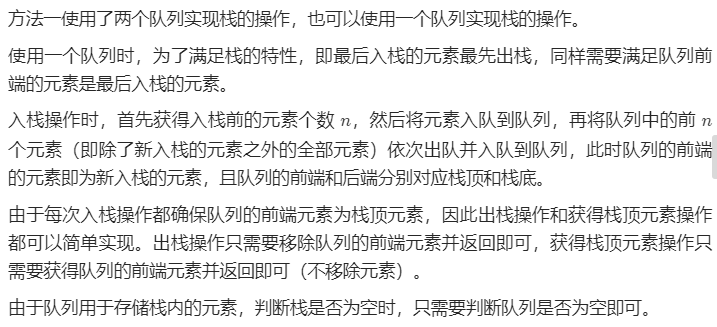 方法一使用了两个队列实现栈的操作，也可以使用一个队列实现栈的操作。
使用一个队列时，为了满足栈的特性，即最后入栈的元素最先出栈，同样需要满足队列前
端的元素是最后入栈的元素。
入栈操作时，首先获得入栈前的元素个数 n，然后将元素入队到队列，再将队列中的前 n
个元素（即除了新入栈的元素之外的全部元素）依次出队并入队到队列，此时队列的前端
的元素即为新入栈的元素，且队列的前端和后端分别对应栈顶和栈底。
由于每次入栈操作都确保队列的前端元素为栈顶元素，因此出栈操作和获得栈顶元素操作
都可以简单实现。出栈操作只需要移除队列的前端元素并返回即可，获得栈顶元素操作只
需要获得队列的前端元素并返回即可（不移除元素）。
由于队列用于存储栈内的元素，判断栈是否为空时，只需要判断队列是否为空即可。